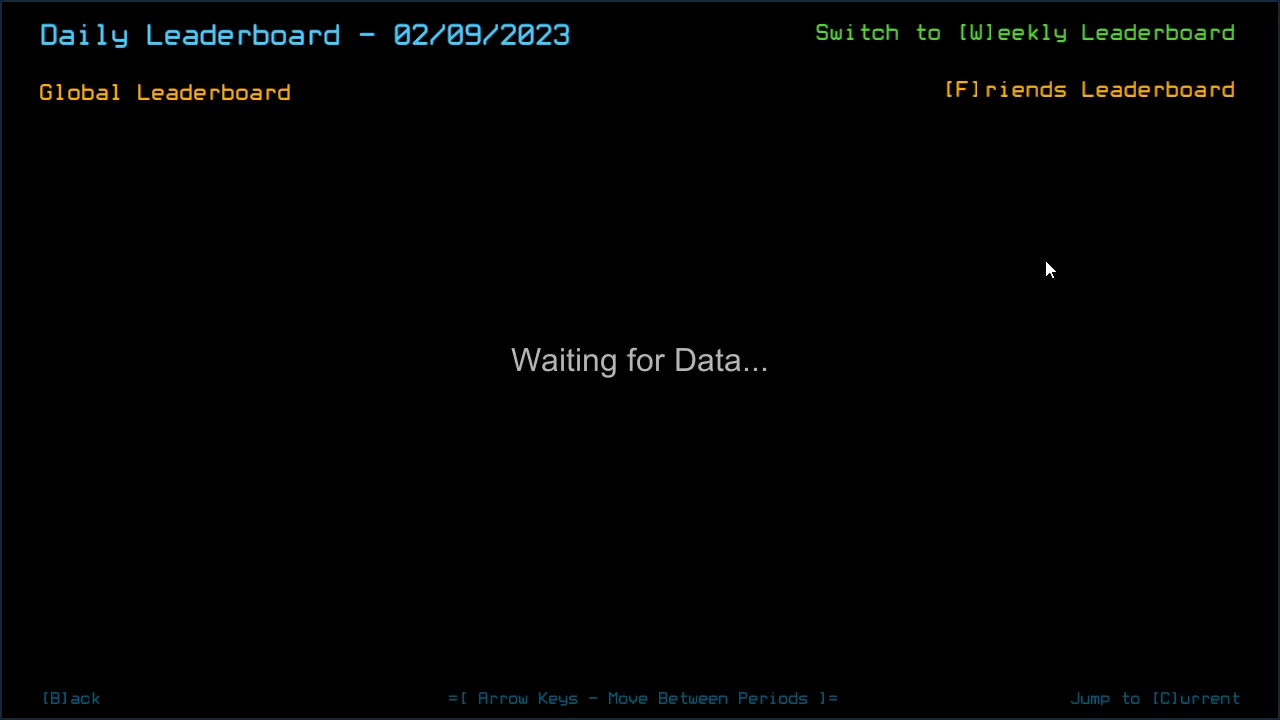 Daily Leaderboard - 02/09/2023
Switch to [W]eekly Leaderboard
Global Leaderboard
[F]riends Leaderboard
Waiting for Data...
[B]ack
=[ Arrow Keys - Move Between Periods ]=
Jump to [C]urrent